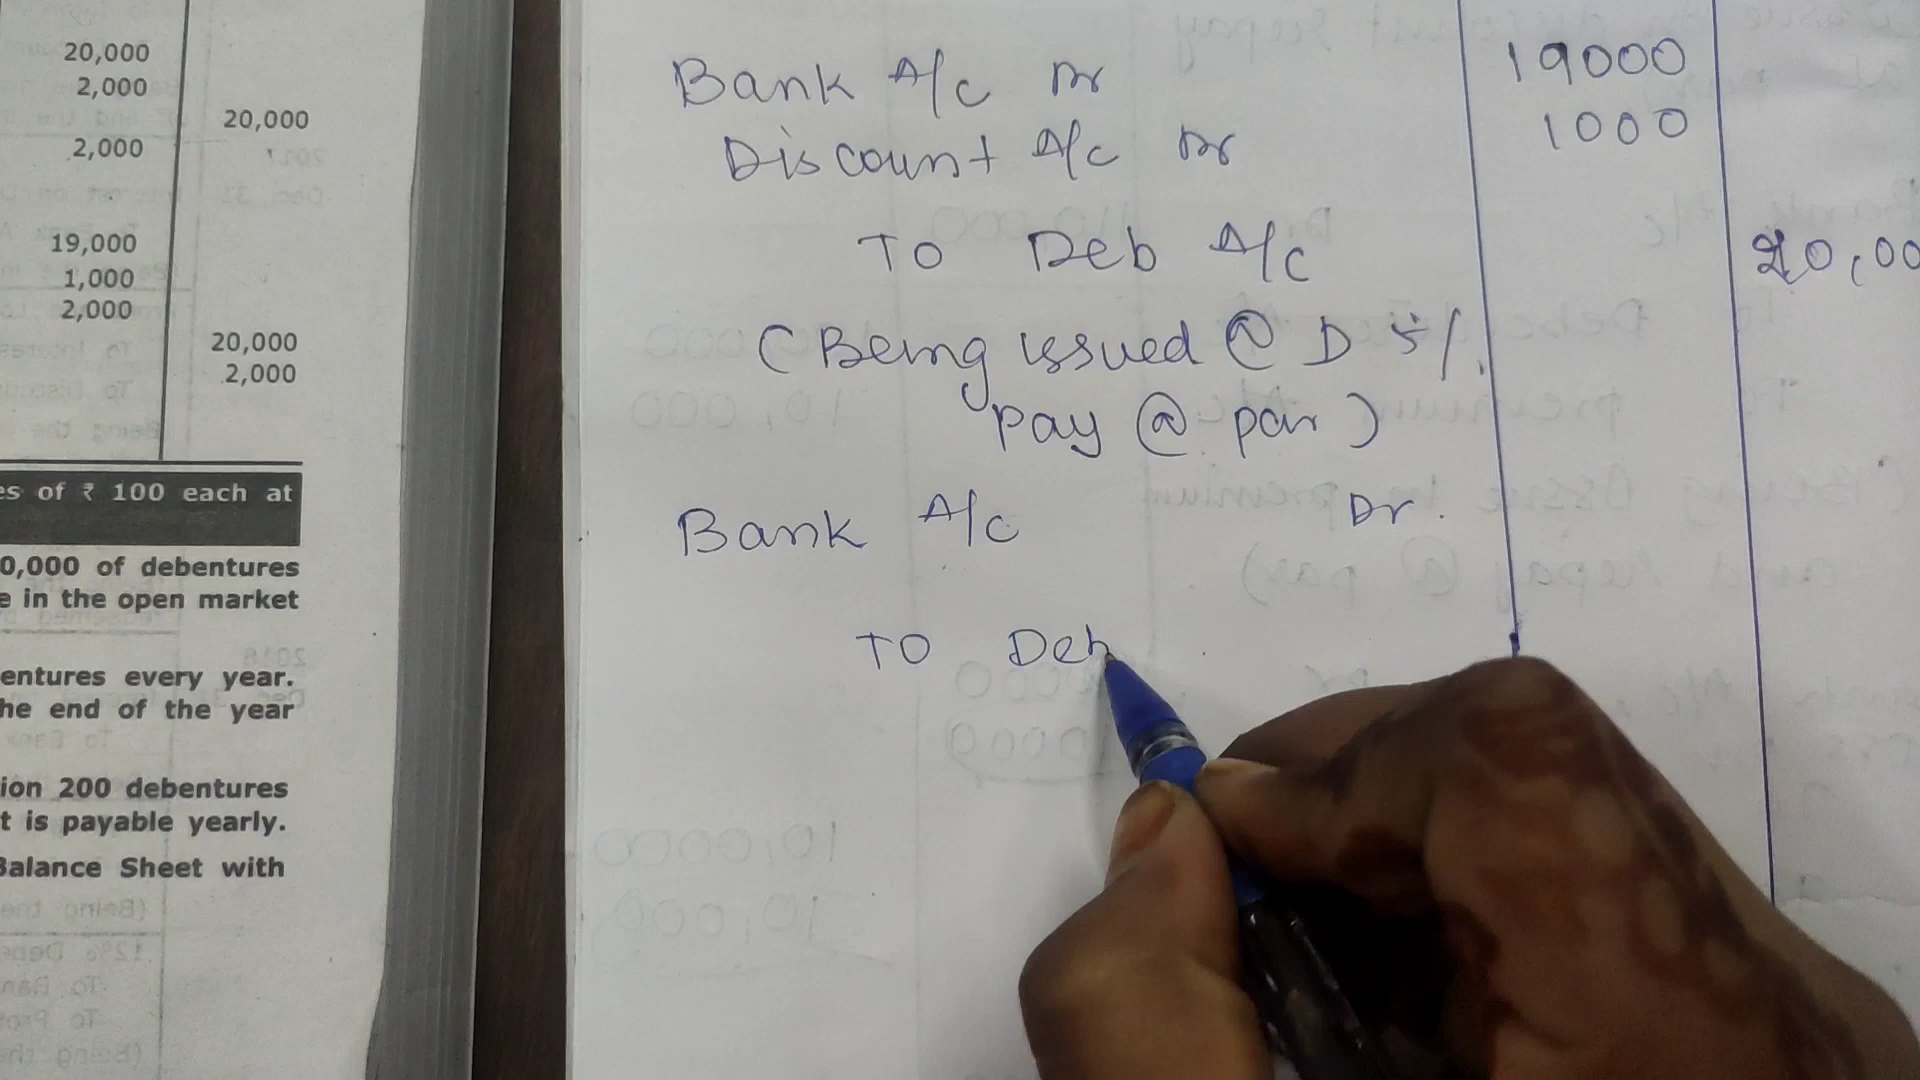 20,000
2,000
20,000
2,000
19,000
1,000
2,000
20,000
2,000
es of ₹ 100 each at
0,000 of debentures
e in the open market
entures every year.
he end of the year
ion 200 debentures
t is payable yearly.
Balance Sheet with
Bank A/c Dr 19000
Discount A/c Dr 1000
TO Deb A/c 20,00
(Being issued @ D 5%
pay @ par)
Bank A/c Dr.
TO Deb